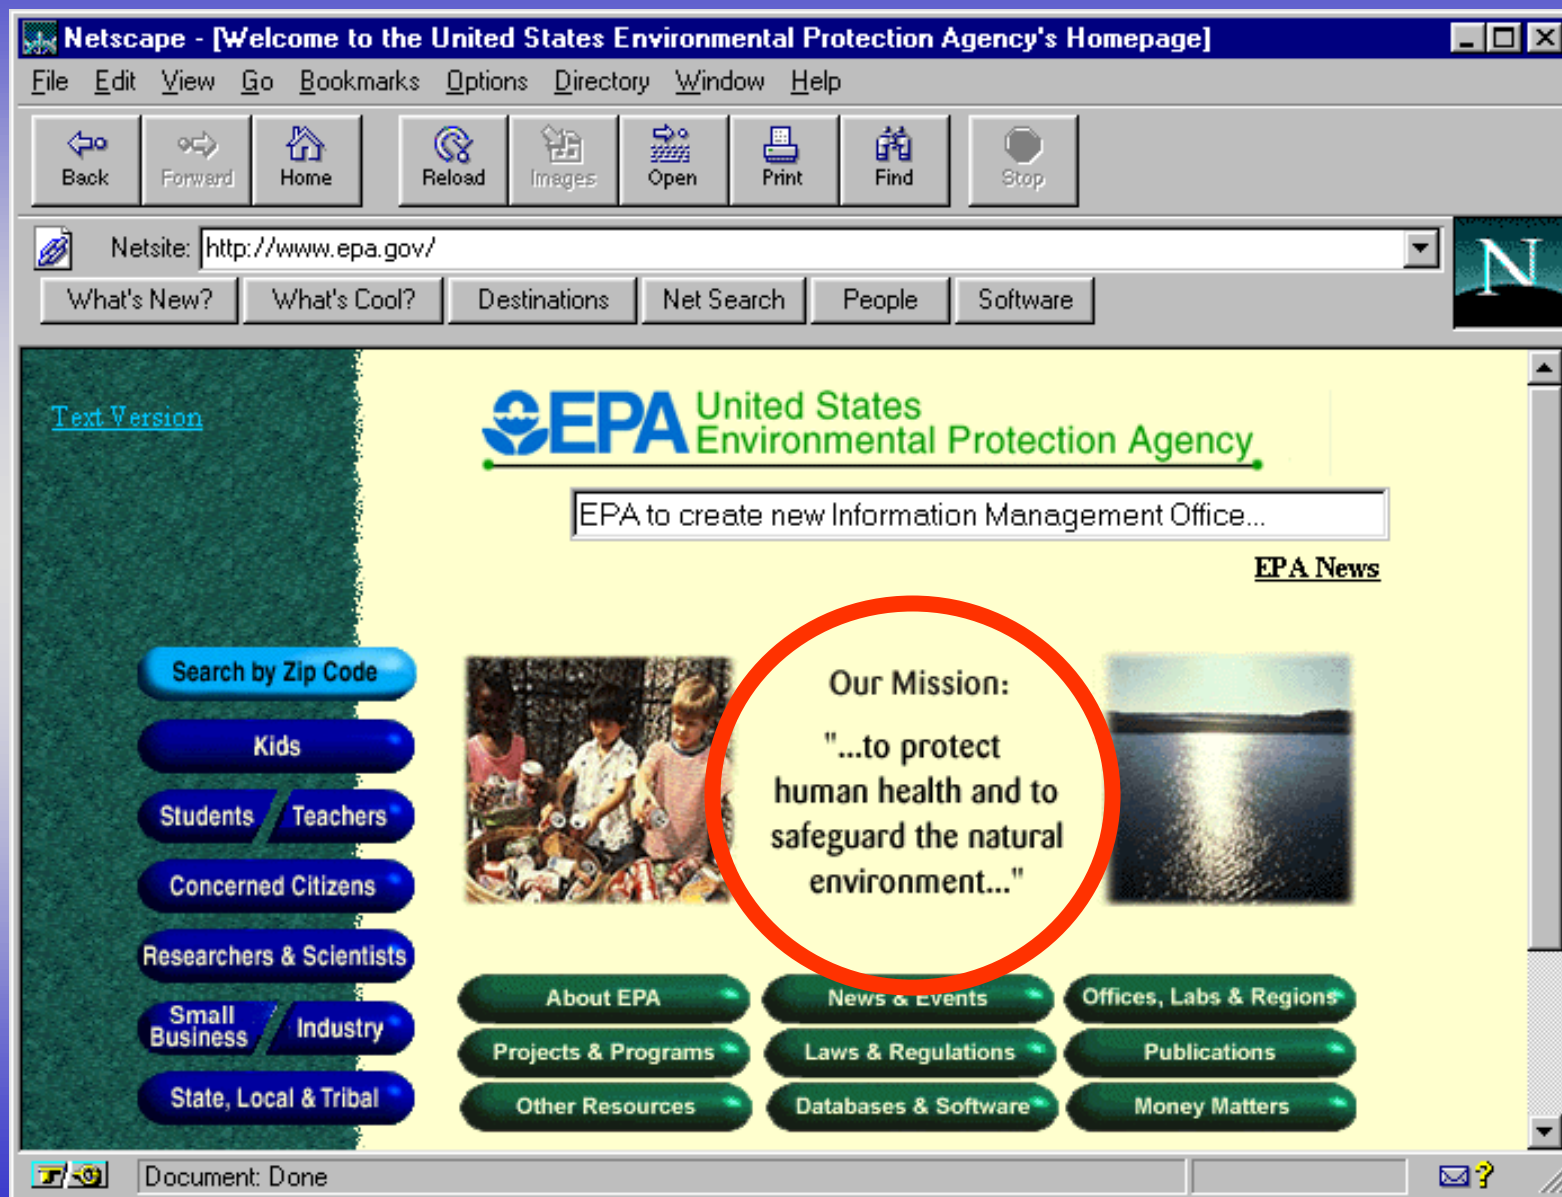 Netscape - [Welcome to the United States Environmental Protection Agency's Homepage]
File Edit View Go Bookmarks Options Directory Window Help
Back Forward Home Reload Images Open Print Find Stop
Netsite: http://www.epa.gov/
N
What's New? What's Cool? Destinations Net Search People Software
Text Version
EPA United States
Environmental Protection Agency
EPA to create new Information Management Office...
EPA News
Search by Zip Code
Kids
Students / Teachers
Concerned Citizens
Researchers & Scientists
Small Business / Industry
State, Local & Tribal
Our Mission:
"...to protect
human health and to
safeguard the natural
environment..."
About EPA News & Events Offices, Labs & Regions
Projects & Programs Laws & Regulations Publications
Other Resources Databases & Software Money Matters
Document: Done